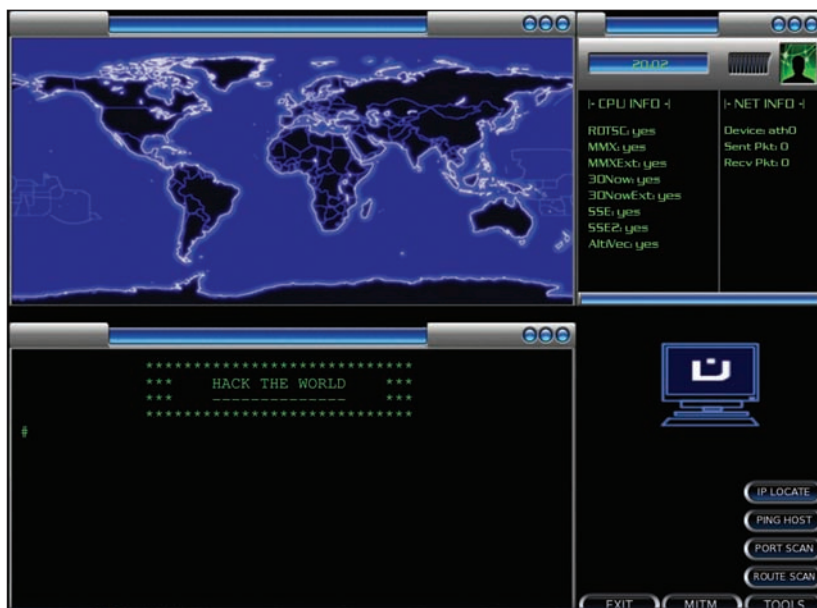 20:02
|- CPU INFO -|
RDTSC: yes
MMX: yes
MMXExt: yes
3DNow: yes
3DNowExt: yes
SSE: yes
SSE2: yes
AltiVec: yes
|- NET INFO -|
Device: ath0
Sent Pkt: 0
Recv Pkt: 0
****************************
*** HACK THE WORLD ***
*** -------------- ***
****************************
#
IP LOCATE
PING HOST
PORT SCAN
ROUTE SCAN
EXIT
MITM
TOOLS